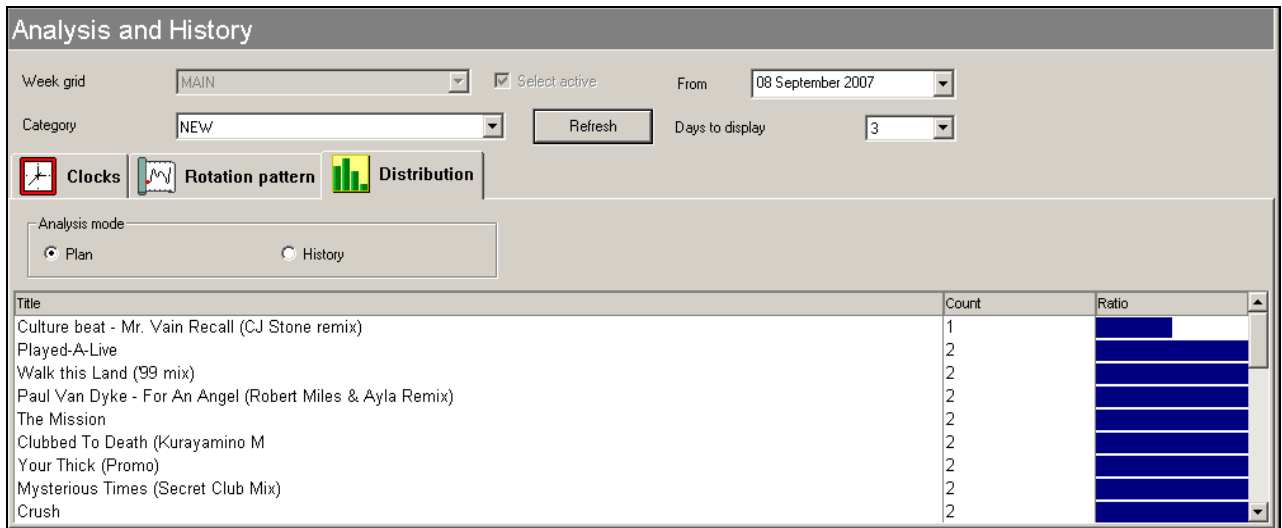 Analysis and History
Week grid MAIN Select active From 08 September 2007
Category NEW Refresh Days to display 3
Clocks Rotation pattern Distribution
Analysis mode
Plan History
Title Count Ratio
Culture beat - Mr. Vain Recall (CJ Stone remix) 1
Played-A-Live 2
Walk this Land ('99 mix) 2
Paul Van Dyke - For An Angel (Robert Miles & Ayla Remix) 2
The Mission 2
Clubbed To Death (Kurayamino M 2
Your Thick (Promo) 2
Mysterious Times (Secret Club Mix) 2
Crush 2